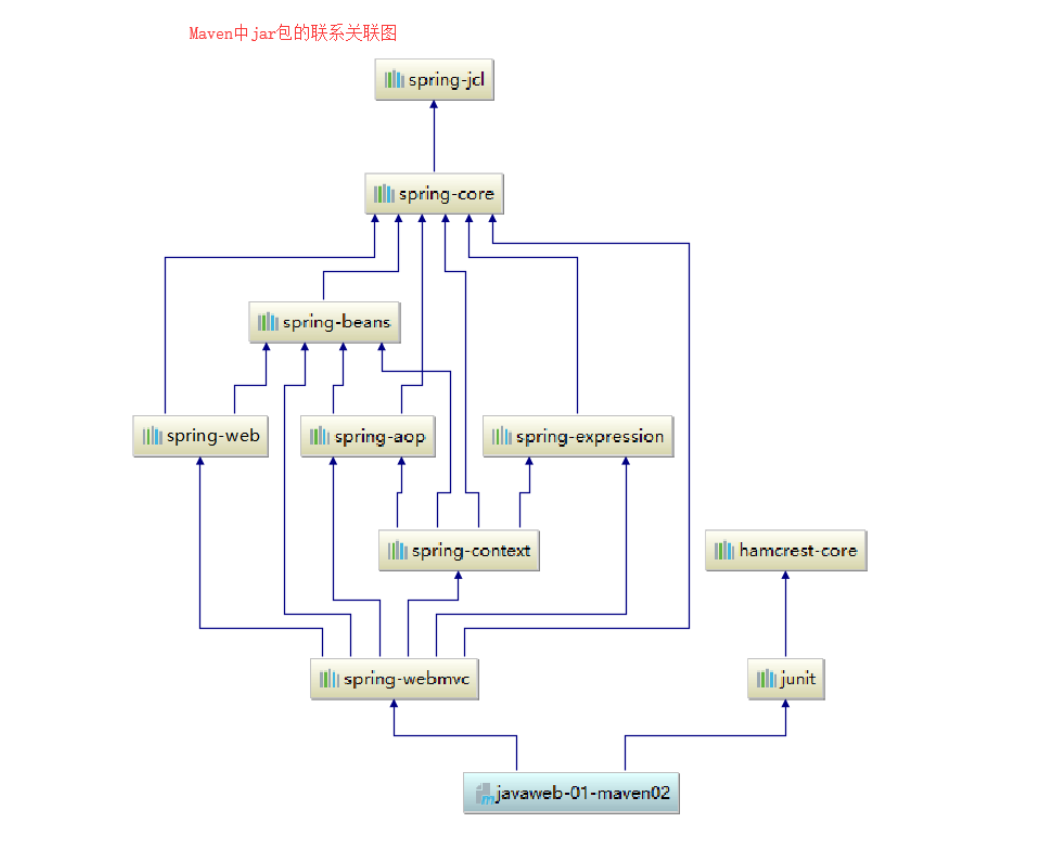 Maven中jar包的联系关联图
spring-jcl
spring-core
spring-beans
spring-web
spring-aop
spring-expression
spring-context
hamcrest-core
spring-webmvc
junit
javaweb-01-maven02